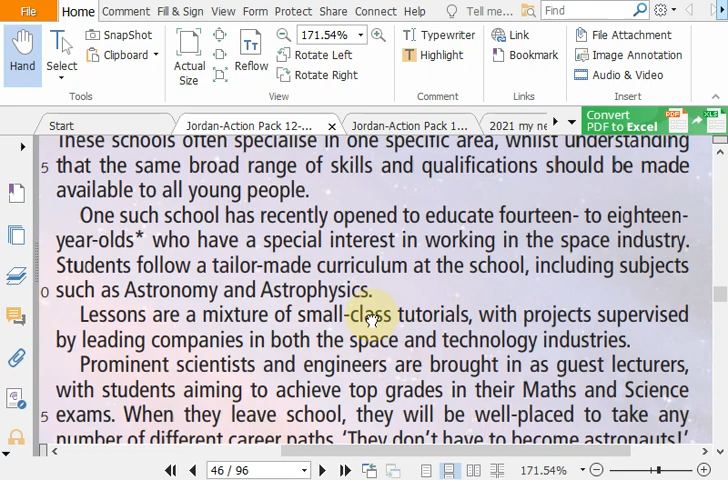 File Home Comment Fill & Sign View Form Tell me... Find
Hand Select SnapShot Clipboard Actual Size Reflow 171.54% Rotate Left Rotate Right Typewriter Highlight Link Bookmark File Attachment Image Annotation Audio & Video
Tools View Comment Links Insert
Start Jordan-Action Pack 12-... Jordan-Action Pack 1... 2021 my ne Convert PDF to Excel PDF XLS
These schools often specialise in one specific area, whilst understanding
5 that the same broad range of skills and qualifications should be made
available to all young people.
One such school has recently opened to educate fourteen- to eighteen-
year-olds* who have a special interest in working in the space industry.
Students follow a tailor-made curriculum at the school, including subjects
0 such as Astronomy and Astrophysics.
Lessons are a mixture of small-class tutorials, with projects supervised
by leading companies in both the space and technology industries.
Prominent scientists and engineers are brought in as guest lecturers,
with students aiming to achieve top grades in their Maths and Science
5 exams. When they leave school, they will be well-placed to take any
number of different career paths. 'They don't have to become astronauts!'
46 / 96 171.54%